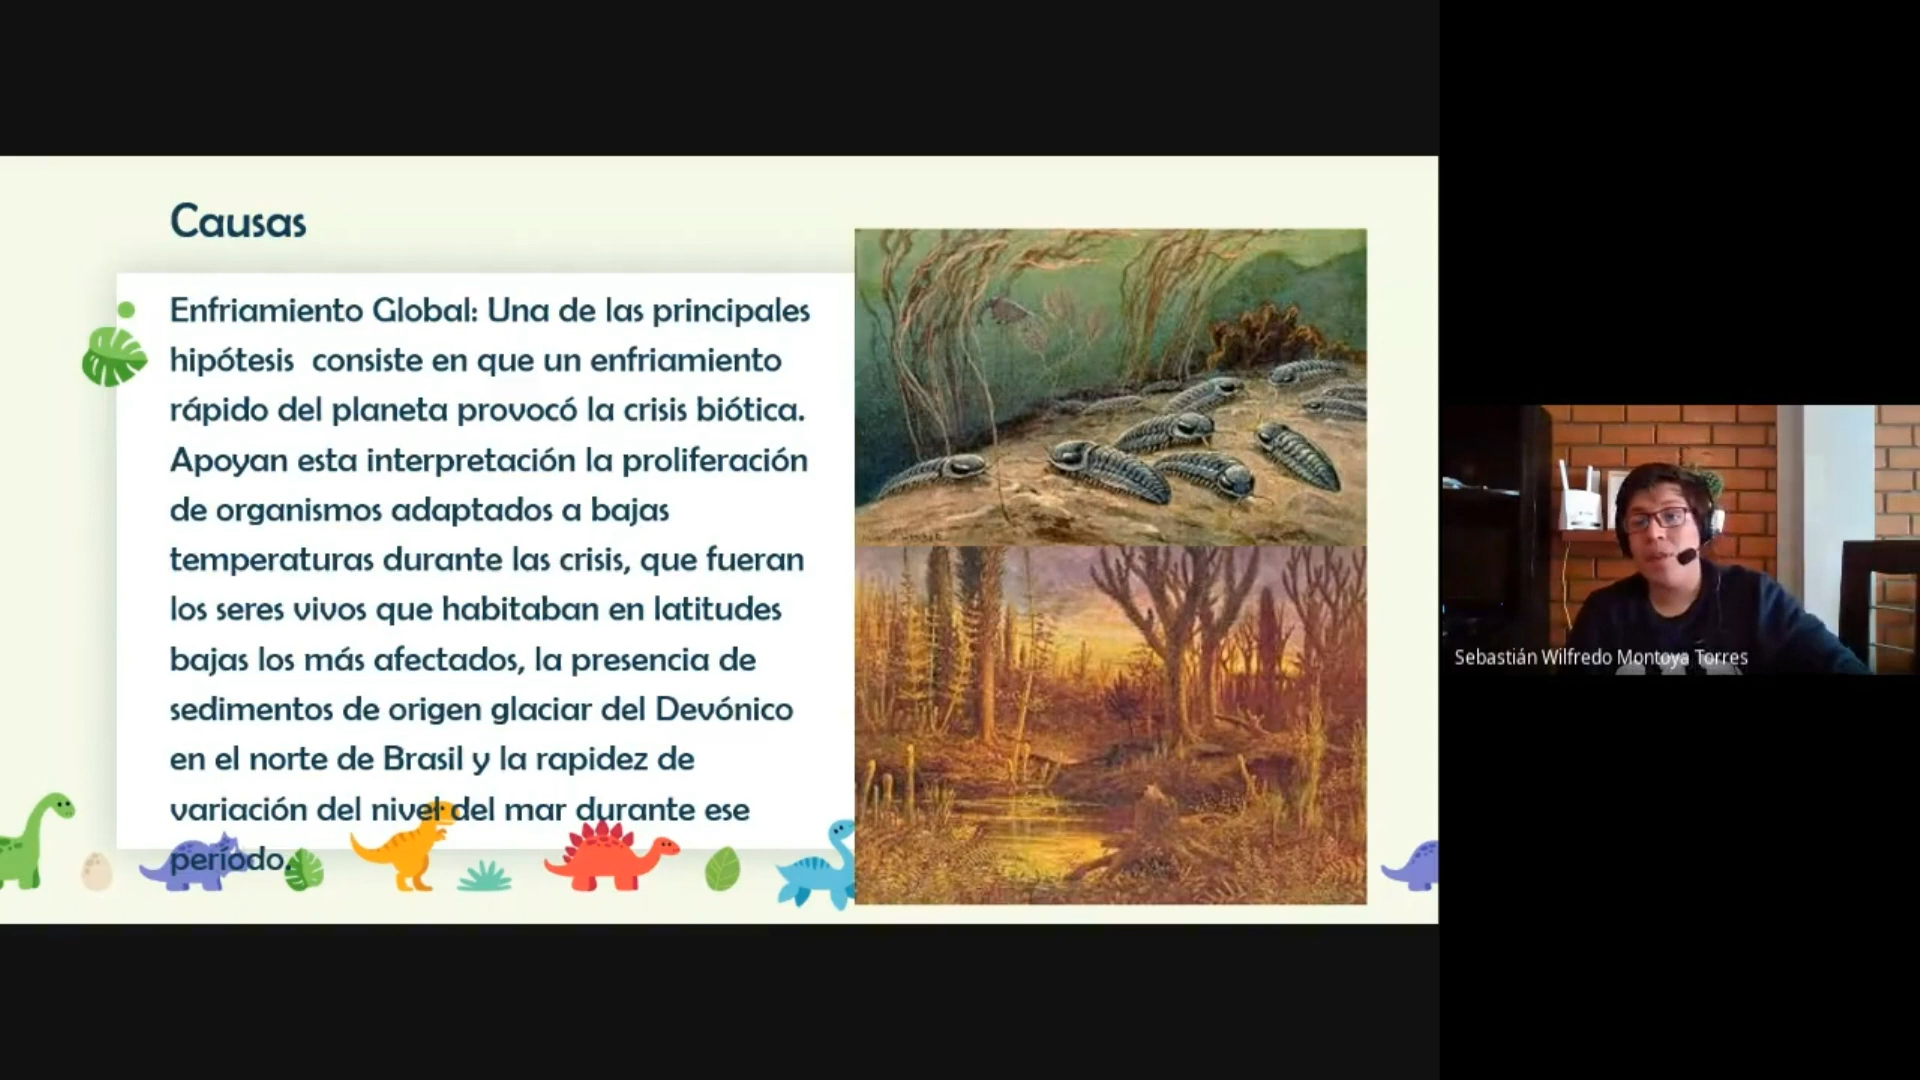 Causas
Enfriamiento Global: Una de las principales
hipótesis  consiste en que un enfriamiento
rápido del planeta provocó la crisis biótica.
Apoyan esta interpretación la proliferación
de organismos adaptados a bajas
temperaturas durante las crisis, que fueran
los seres vivos que habitaban en latitudes
bajas los más afectados, la presencia de
sedimentos de origen glaciar del Devónico
en el norte de Brasil y la rapidez de
variación del nivel del mar durante ese
período.
Sebastián Wilfredo Montoya Torres